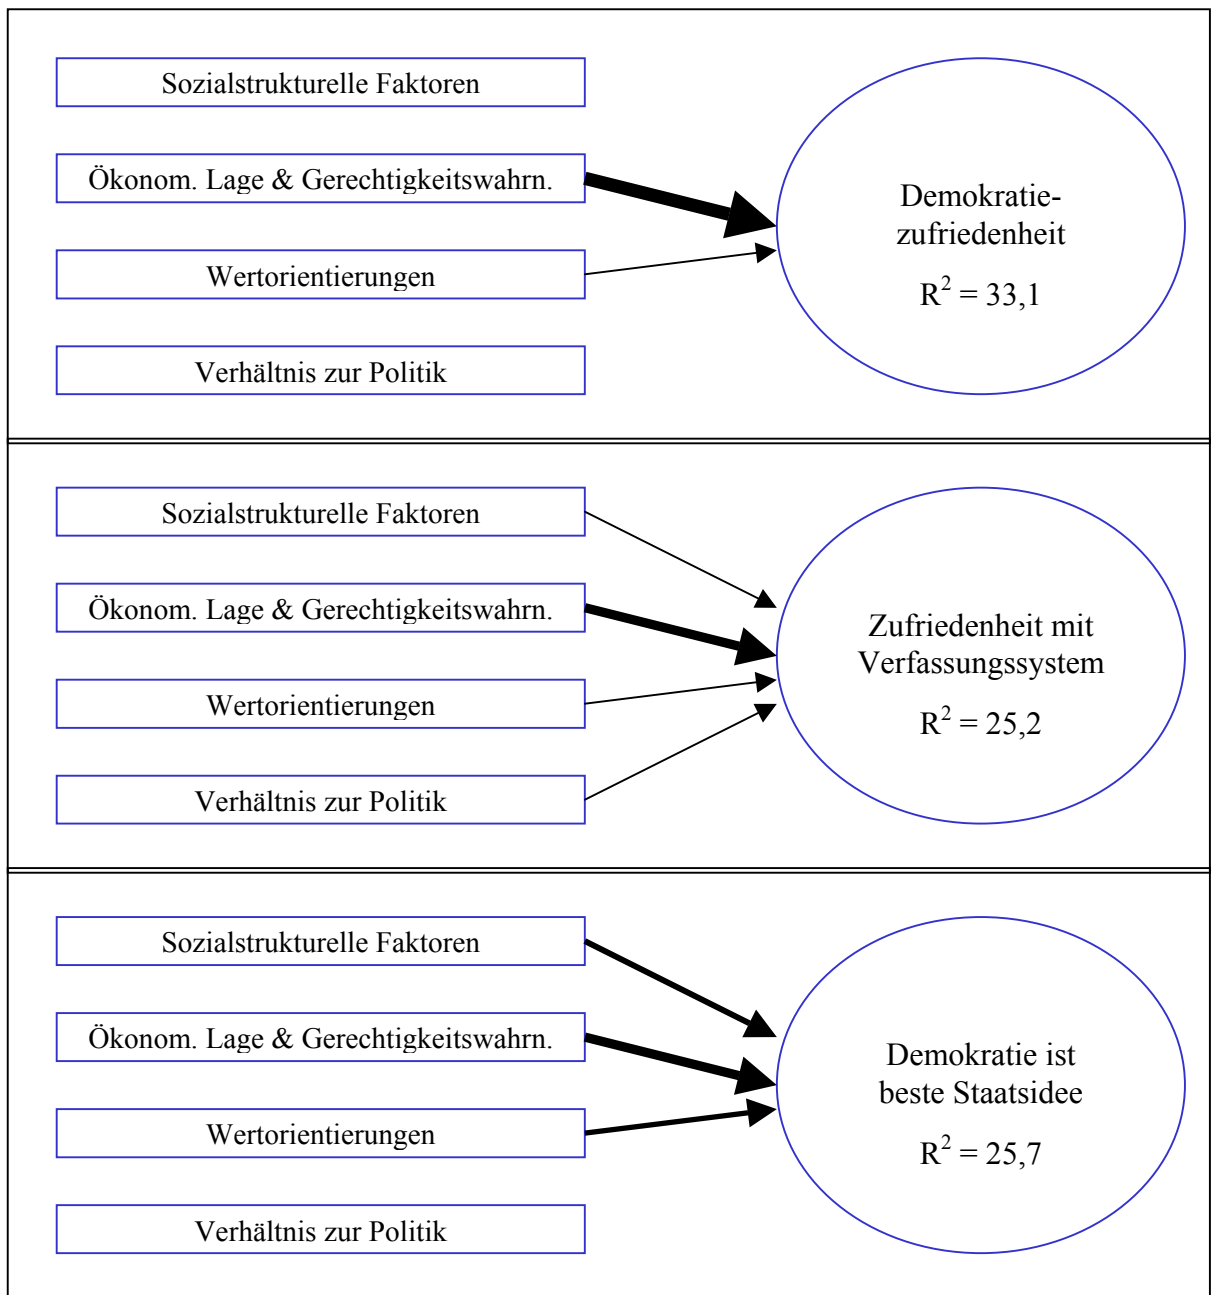 Sozialstrukturelle Faktoren
Ökonom. Lage & Gerechtigkeitswahrn.
Wertorientierungen
Verhältnis zur Politik
Demokratie-
zufriedenheit
R² = 33,1
Sozialstrukturelle Faktoren
Ökonom. Lage & Gerechtigkeitswahrn.
Wertorientierungen
Verhältnis zur Politik
Zufriedenheit mit
Verfassungssystem
R² = 25,2
Sozialstrukturelle Faktoren
Ökonom. Lage & Gerechtigkeitswahrn.
Wertorientierungen
Verhältnis zur Politik
Demokratie ist
beste Staatsidee
R² = 25,7